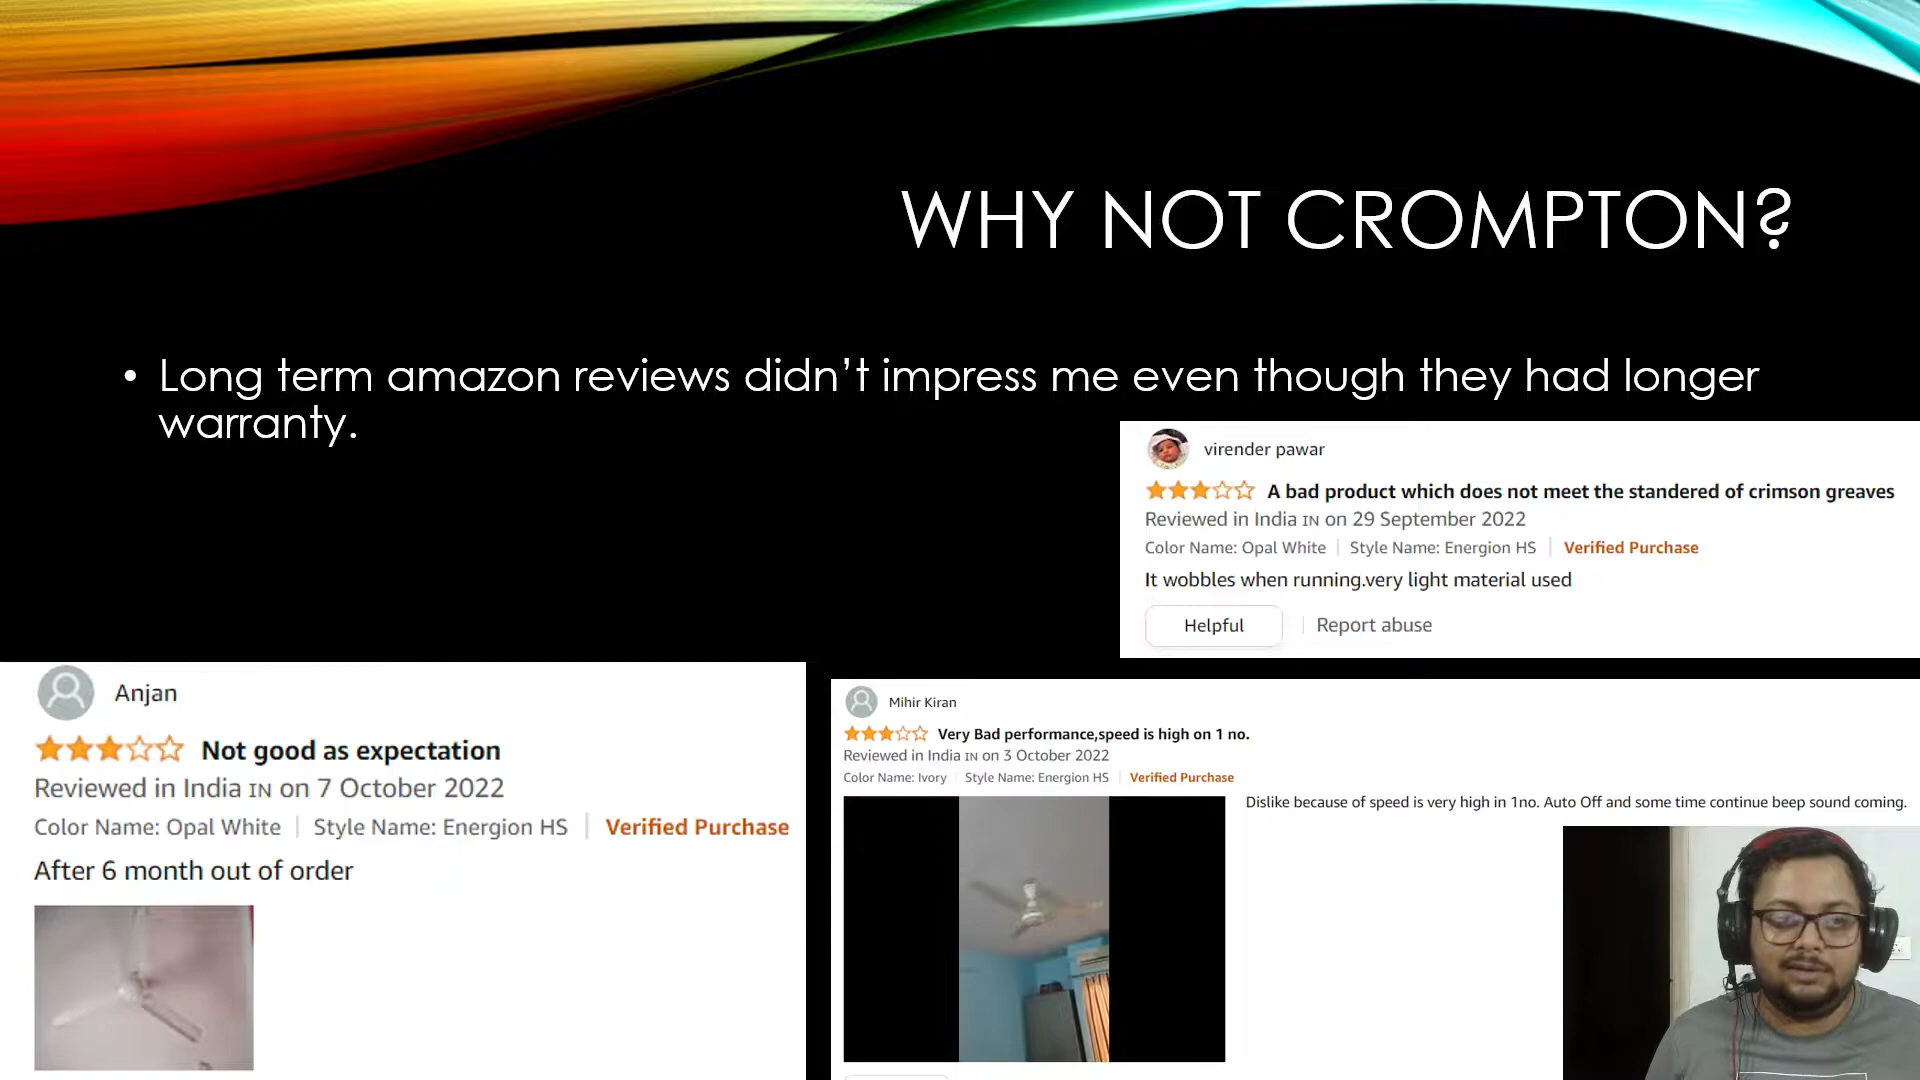 WHY NOT CROMPTON?
• Long term amazon reviews didn't impress me even though they had longer
warranty.
virender pawar
A bad product which does not meet the standered of crimson greaves
Reviewed in India IN on 29 September 2022
Color Name: Opal White | Style Name: Energion HS | Verified Purchase
It wobbles when running.very light material used
Helpful | Report abuse
Anjan
Not good as expectation
Reviewed in India IN on 7 October 2022
Color Name: Opal White | Style Name: Energion HS | Verified Purchase
After 6 month out of order
Mihir Kiran
Very Bad performance,speed is high on 1 no.
Reviewed in India IN on 3 October 2022
Color Name: Ivory | Style Name: Energion HS | Verified Purchase
Dislike because of speed is very high in 1no. Auto Off and some time continue beep sound coming.